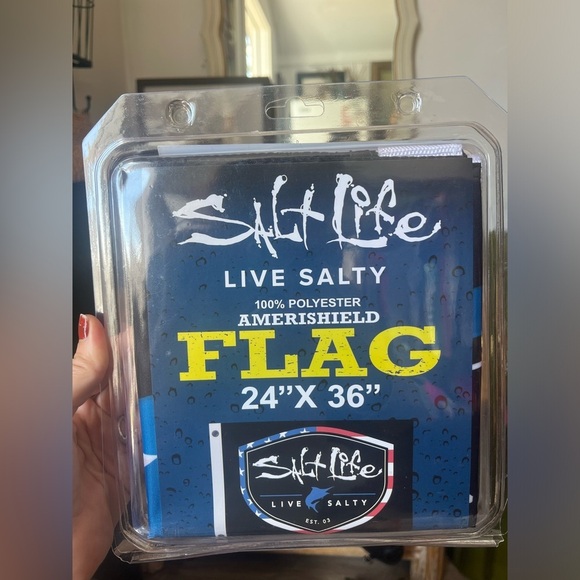 Salt Life
LIVE SALTY
100% POLYESTER
AMERISHIELD
FLAG
24”X 36”
Salt Life
LIVE SALTY
EST. 03